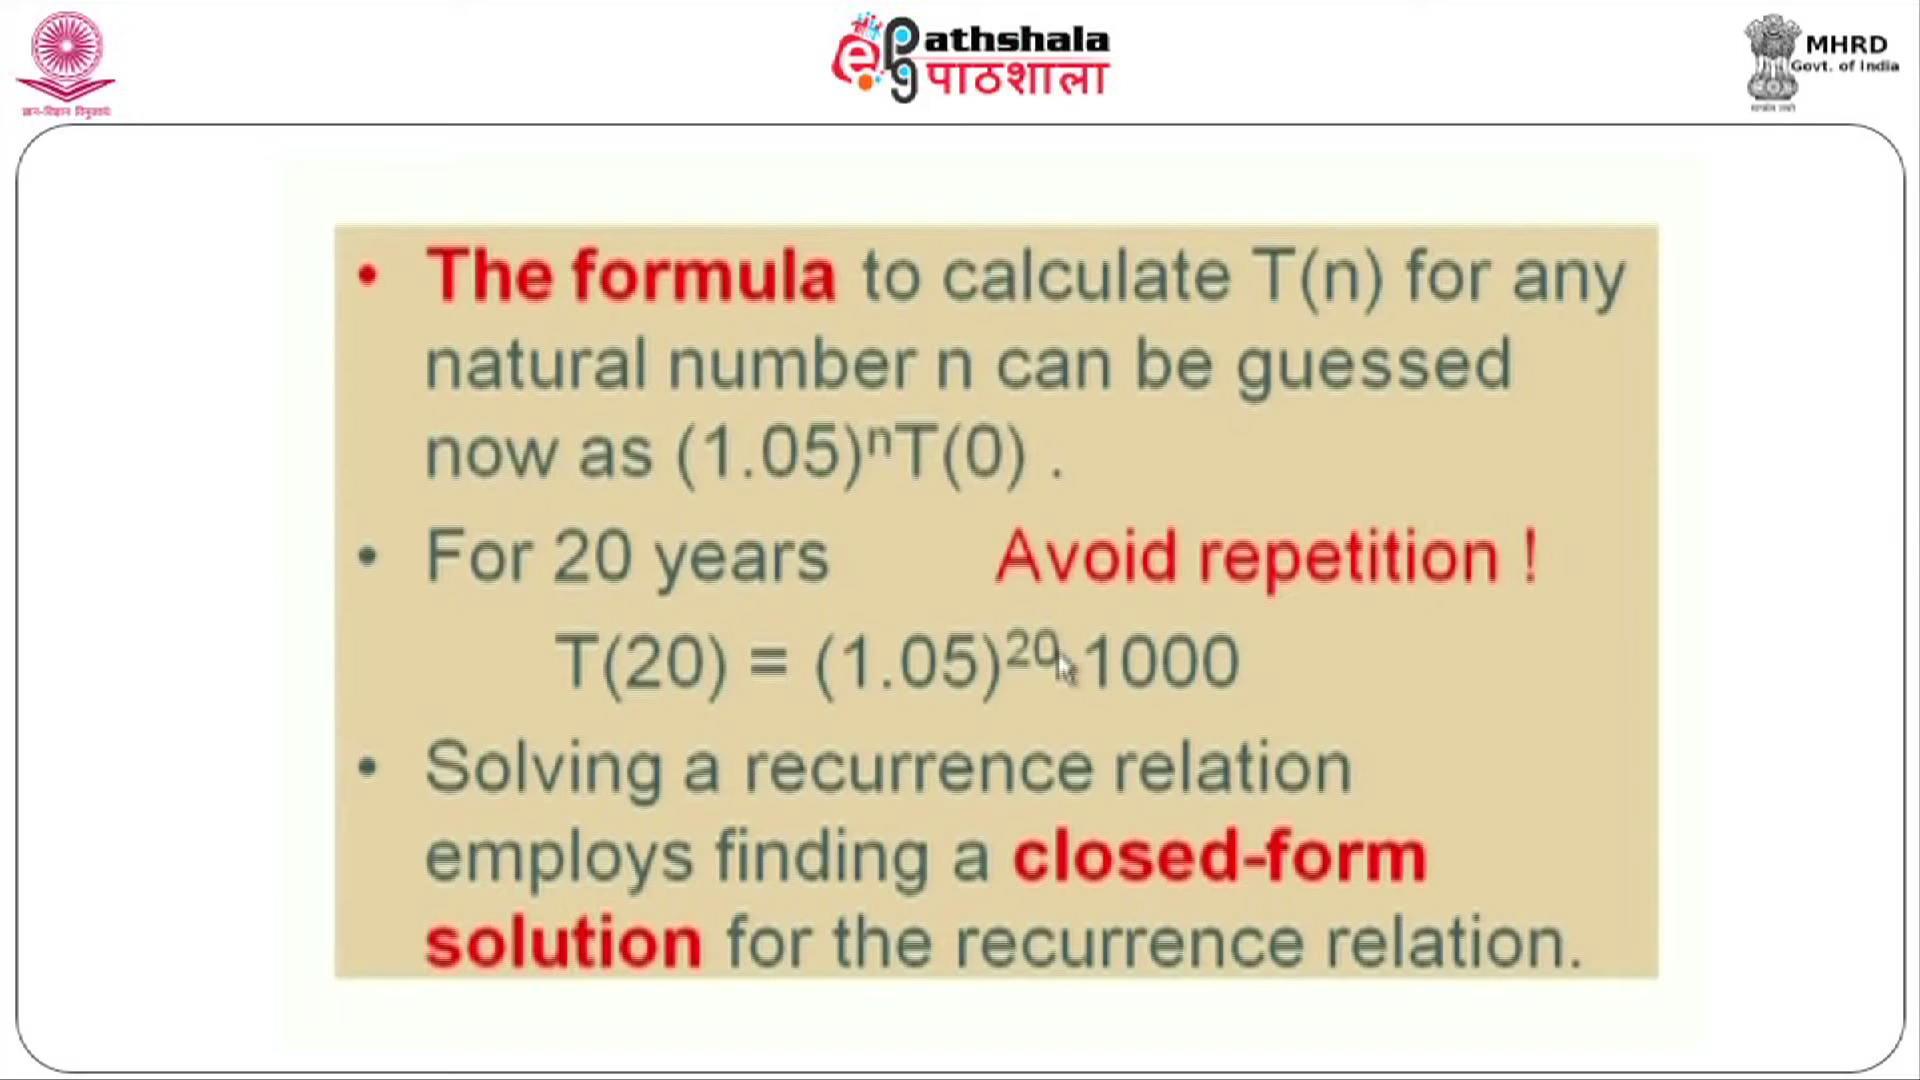 ePG Pathshala
पाठशाला
MHRD
Govt. of India
• The formula to calculate T(n) for any
natural number n can be guessed
now as (1.05)ⁿT(0) .
• For 20 years Avoid repetition !
T(20) = (1.05)²⁰ 1000
• Solving a recurrence relation
employs finding a closed-form
solution for the recurrence relation.